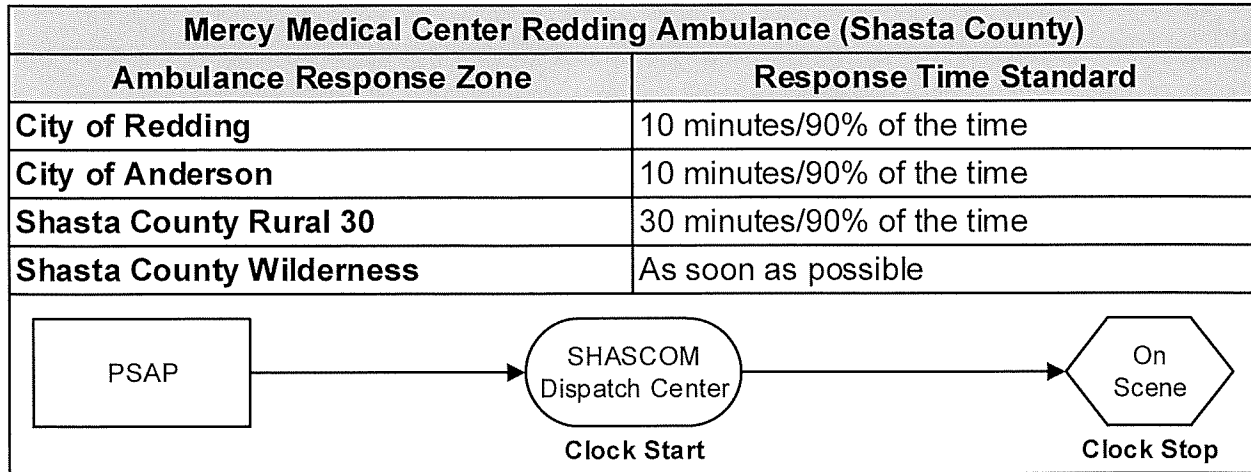 Mercy Medical Center Redding Ambulance (Shasta County)
Ambulance Response Zone Response Time Standard
City of Redding 10 minutes/90% of the time
City of Anderson 10 minutes/90% of the time
Shasta County Rural 30 30 minutes/90% of the time
Shasta County Wilderness As soon as possible
PSAP
SHASCOM
Dispatch Center
On
Scene
Clock Start
Clock Stop